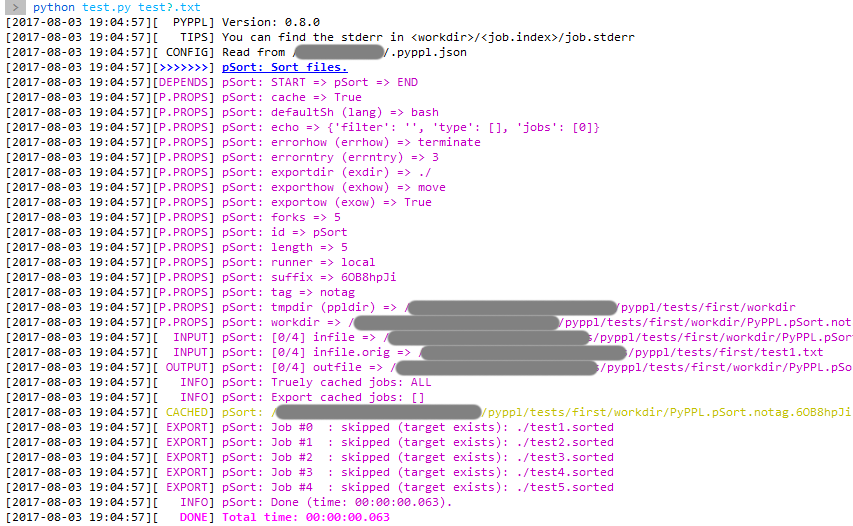 > python test.py test?.txt
[2017-08-03 19:04:57][  PYPPL] Version: 0.8.0
[2017-08-03 19:04:57][   TIPS] You can find the stderr in <workdir>/<job.index>/job.stderr
[2017-08-03 19:04:57][ CONFIG] Read from / /.pyppl.json
[2017-08-03 19:04:57][>>>>>>>] pSort: Sort files.
[2017-08-03 19:04:57][DEPENDS] pSort: START => pSort => END
[2017-08-03 19:04:57][P.PROPS] pSort: cache => True
[2017-08-03 19:04:57][P.PROPS] pSort: defaultSh (lang) => bash
[2017-08-03 19:04:57][P.PROPS] pSort: echo => {'filter': '', 'type': [], 'jobs': [0]}
[2017-08-03 19:04:57][P.PROPS] pSort: errorhow (errhow) => terminate
[2017-08-03 19:04:57][P.PROPS] pSort: errorntry (errntry) => 3
[2017-08-03 19:04:57][P.PROPS] pSort: exportdir (exdir) => ./
[2017-08-03 19:04:57][P.PROPS] pSort: exporthow (exhow) => move
[2017-08-03 19:04:57][P.PROPS] pSort: exportow (exow) => True
[2017-08-03 19:04:57][P.PROPS] pSort: forks => 5
[2017-08-03 19:04:57][P.PROPS] pSort: id => pSort
[2017-08-03 19:04:57][P.PROPS] pSort: length => 5
[2017-08-03 19:04:57][P.PROPS] pSort: runner => local
[2017-08-03 19:04:57][P.PROPS] pSort: suffix => 6OB8hpJi
[2017-08-03 19:04:57][P.PROPS] pSort: tag => notag
[2017-08-03 19:04:57][P.PROPS] pSort: tmpdir (ppldir) => / /pyppl/tests/first/workdir
[2017-08-03 19:04:57][P.PROPS] pSort: workdir => / /pyppl/tests/first/workdir/PyPPL.pSort.not
[2017-08-03 19:04:57][  INPUT] pSort: [0/4] infile => / /pyppl/tests/first/workdir/PyPPL.pSor
[2017-08-03 19:04:57][  INPUT] pSort: [0/4] infile.orig => / /pyppl/tests/first/test1.txt
[2017-08-03 19:04:57][ OUTPUT] pSort: [0/4] outfile => / /pyppl/tests/first/workdir/PyPPL.pSo
[2017-08-03 19:04:57][   INFO] pSort: Truely cached jobs: ALL
[2017-08-03 19:04:57][   INFO] pSort: Export cached jobs: []
[2017-08-03 19:04:57][ CACHED] pSort: / /pyppl/tests/first/workdir/PyPPL.pSort.notag.6OB8hpJi
[2017-08-03 19:04:57][ EXPORT] pSort: Job #0  : skipped (target exists): ./test1.sorted
[2017-08-03 19:04:57][ EXPORT] pSort: Job #1  : skipped (target exists): ./test2.sorted
[2017-08-03 19:04:57][ EXPORT] pSort: Job #2  : skipped (target exists): ./test3.sorted
[2017-08-03 19:04:57][ EXPORT] pSort: Job #3  : skipped (target exists): ./test4.sorted
[2017-08-03 19:04:57][ EXPORT] pSort: Job #4  : skipped (target exists): ./test5.sorted
[2017-08-03 19:04:57][   INFO] pSort: Done (time: 00:00:00.063).
[2017-08-03 19:04:57][   DONE] Total time: 00:00:00.063